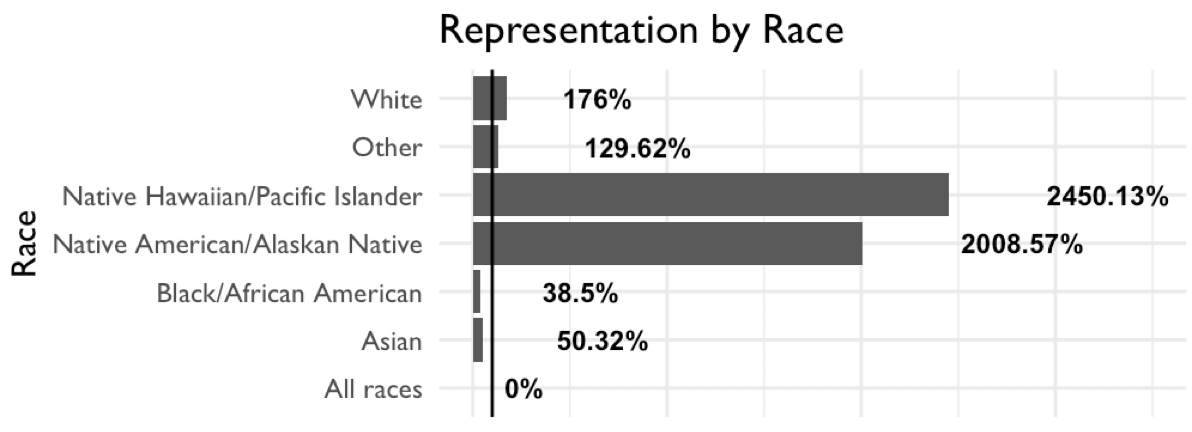 Representation by Race
White 176%
Other 129.62%
Native Hawaiian/Pacific Islander 2450.13%
Native American/Alaskan Native 2008.57%
Black/African American 38.5%
Asian 50.32%
All races 0%
Race